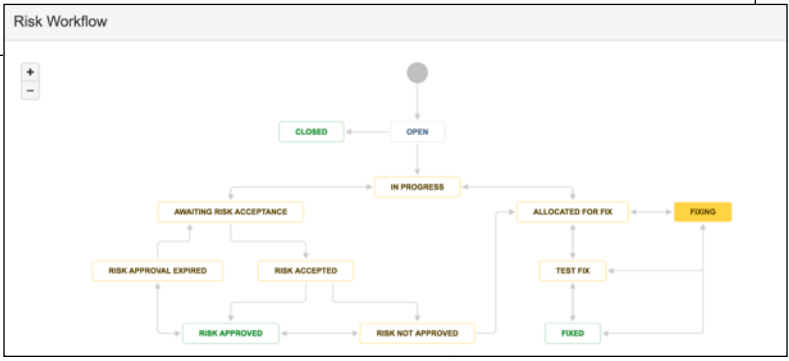 Risk Workflow
+
−
CLOSED
OPEN
IN PROGRESS
AWAITING RISK ACCEPTANCE
ALLOCATED FOR FIX
FIXING
RISK APPROVAL EXPIRED
RISK ACCEPTED
TEST FIX
RISK APPROVED
RISK NOT APPROVED
FIXED